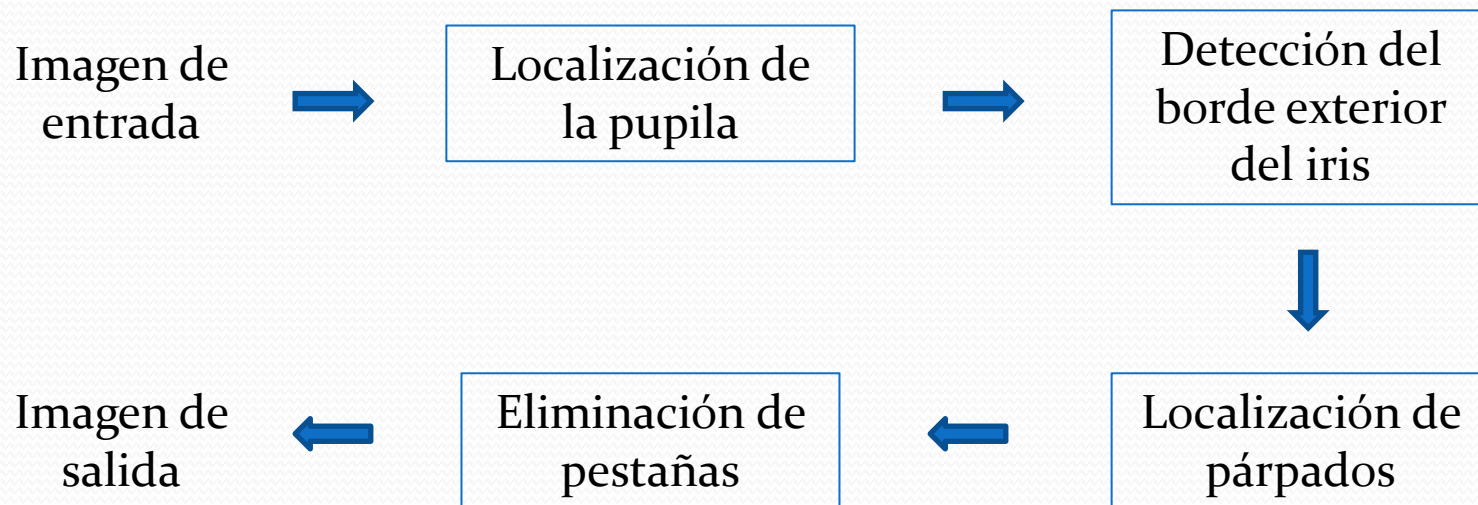 Imagen de
entrada
Localización de
la pupila
Detección del
borde exterior
del iris
Imagen de
salida
Eliminación de
pestañas
Localización de
párpados